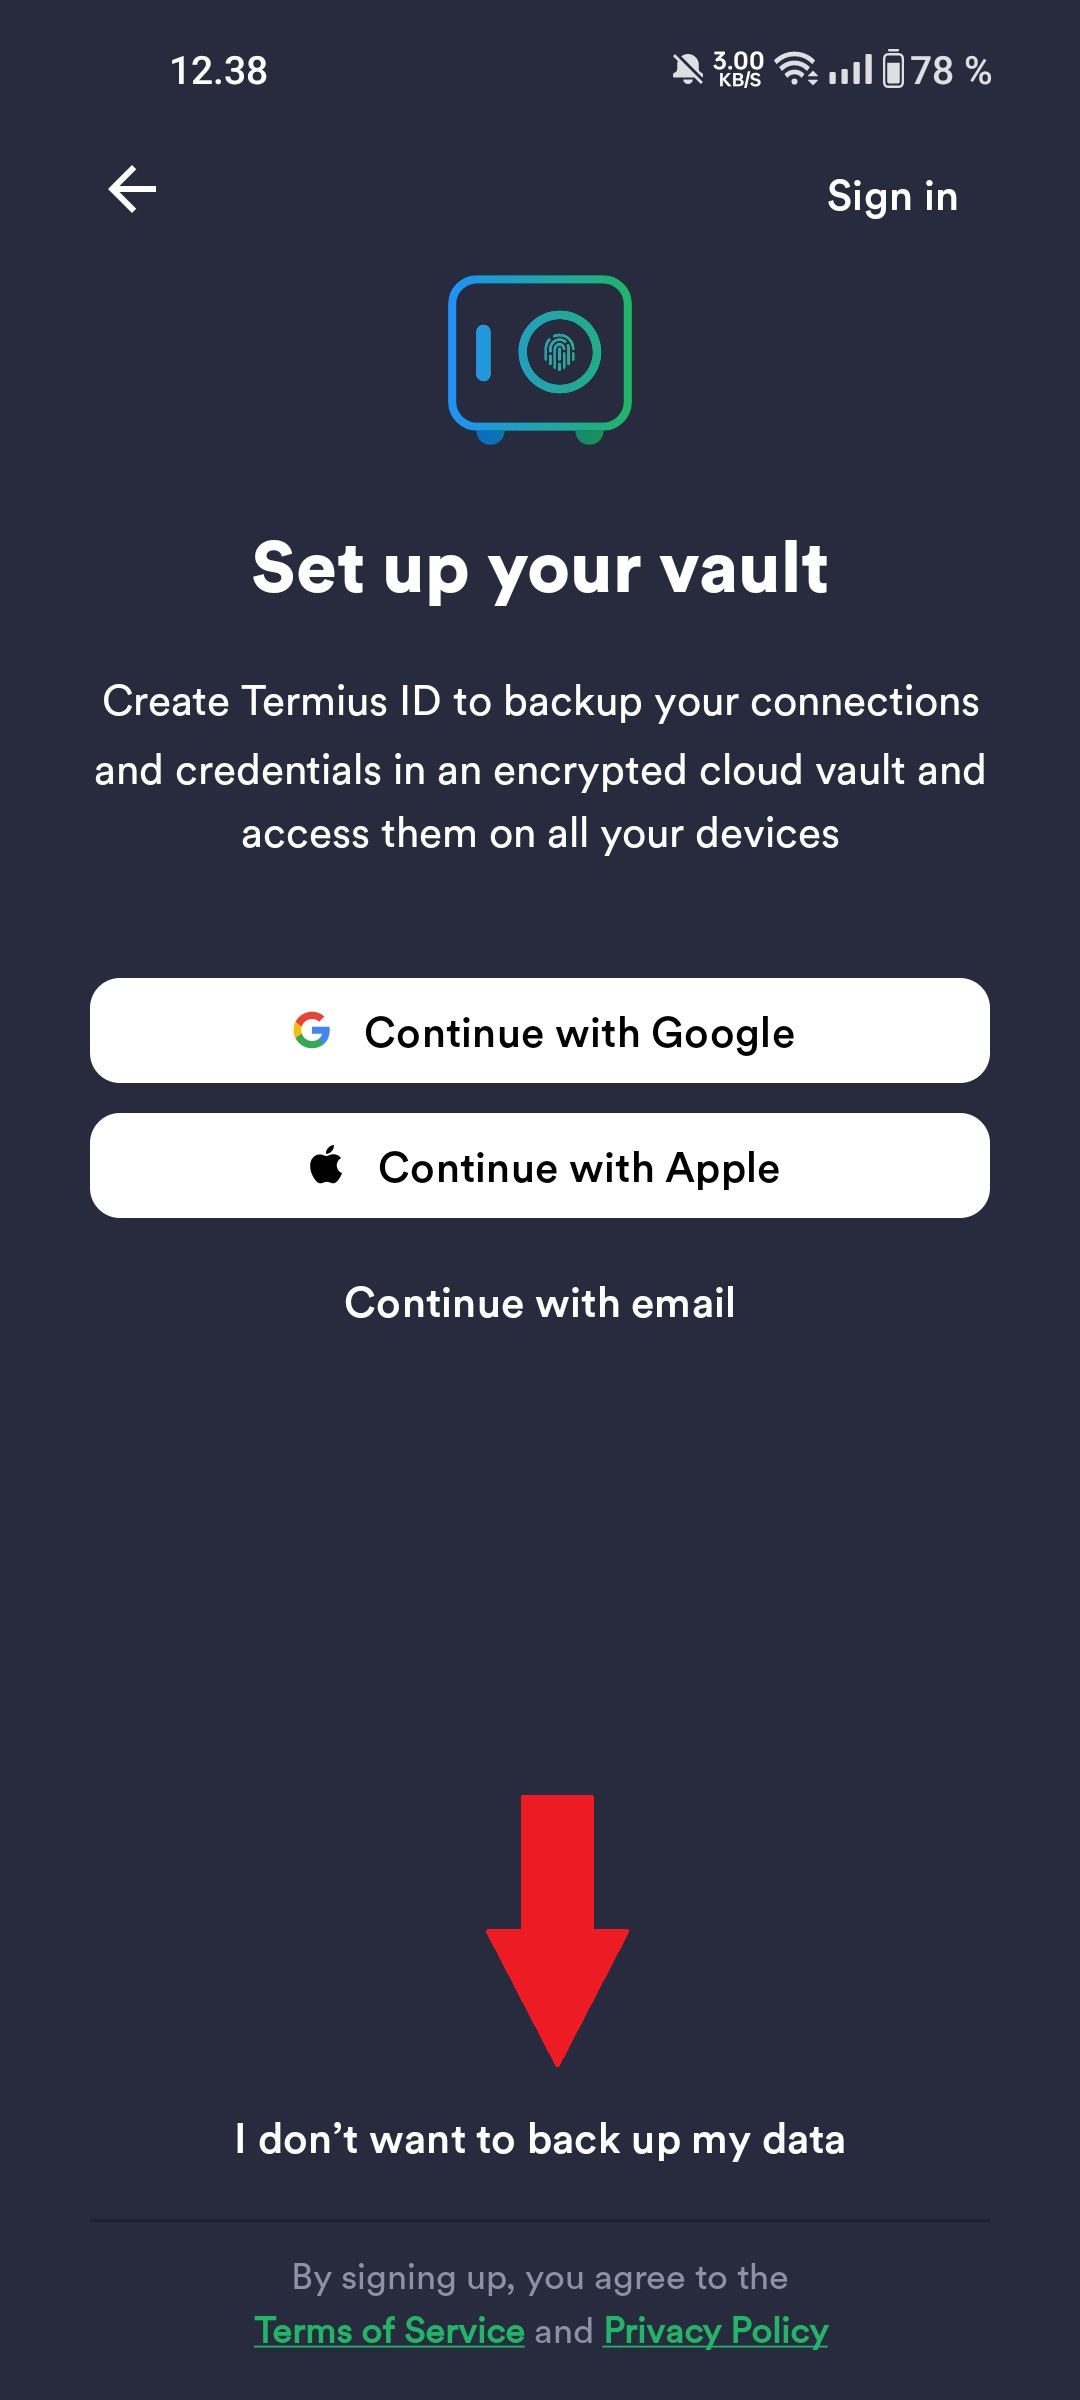 12.38
3.00
KB/S
78 %
Sign in
Set up your vault
Create Termius ID to backup your connections
and credentials in an encrypted cloud vault and
access them on all your devices
Continue with Google
Continue with Apple
Continue with email
I don’t want to back up my data
By signing up, you agree to the
Terms of Service and Privacy Policy